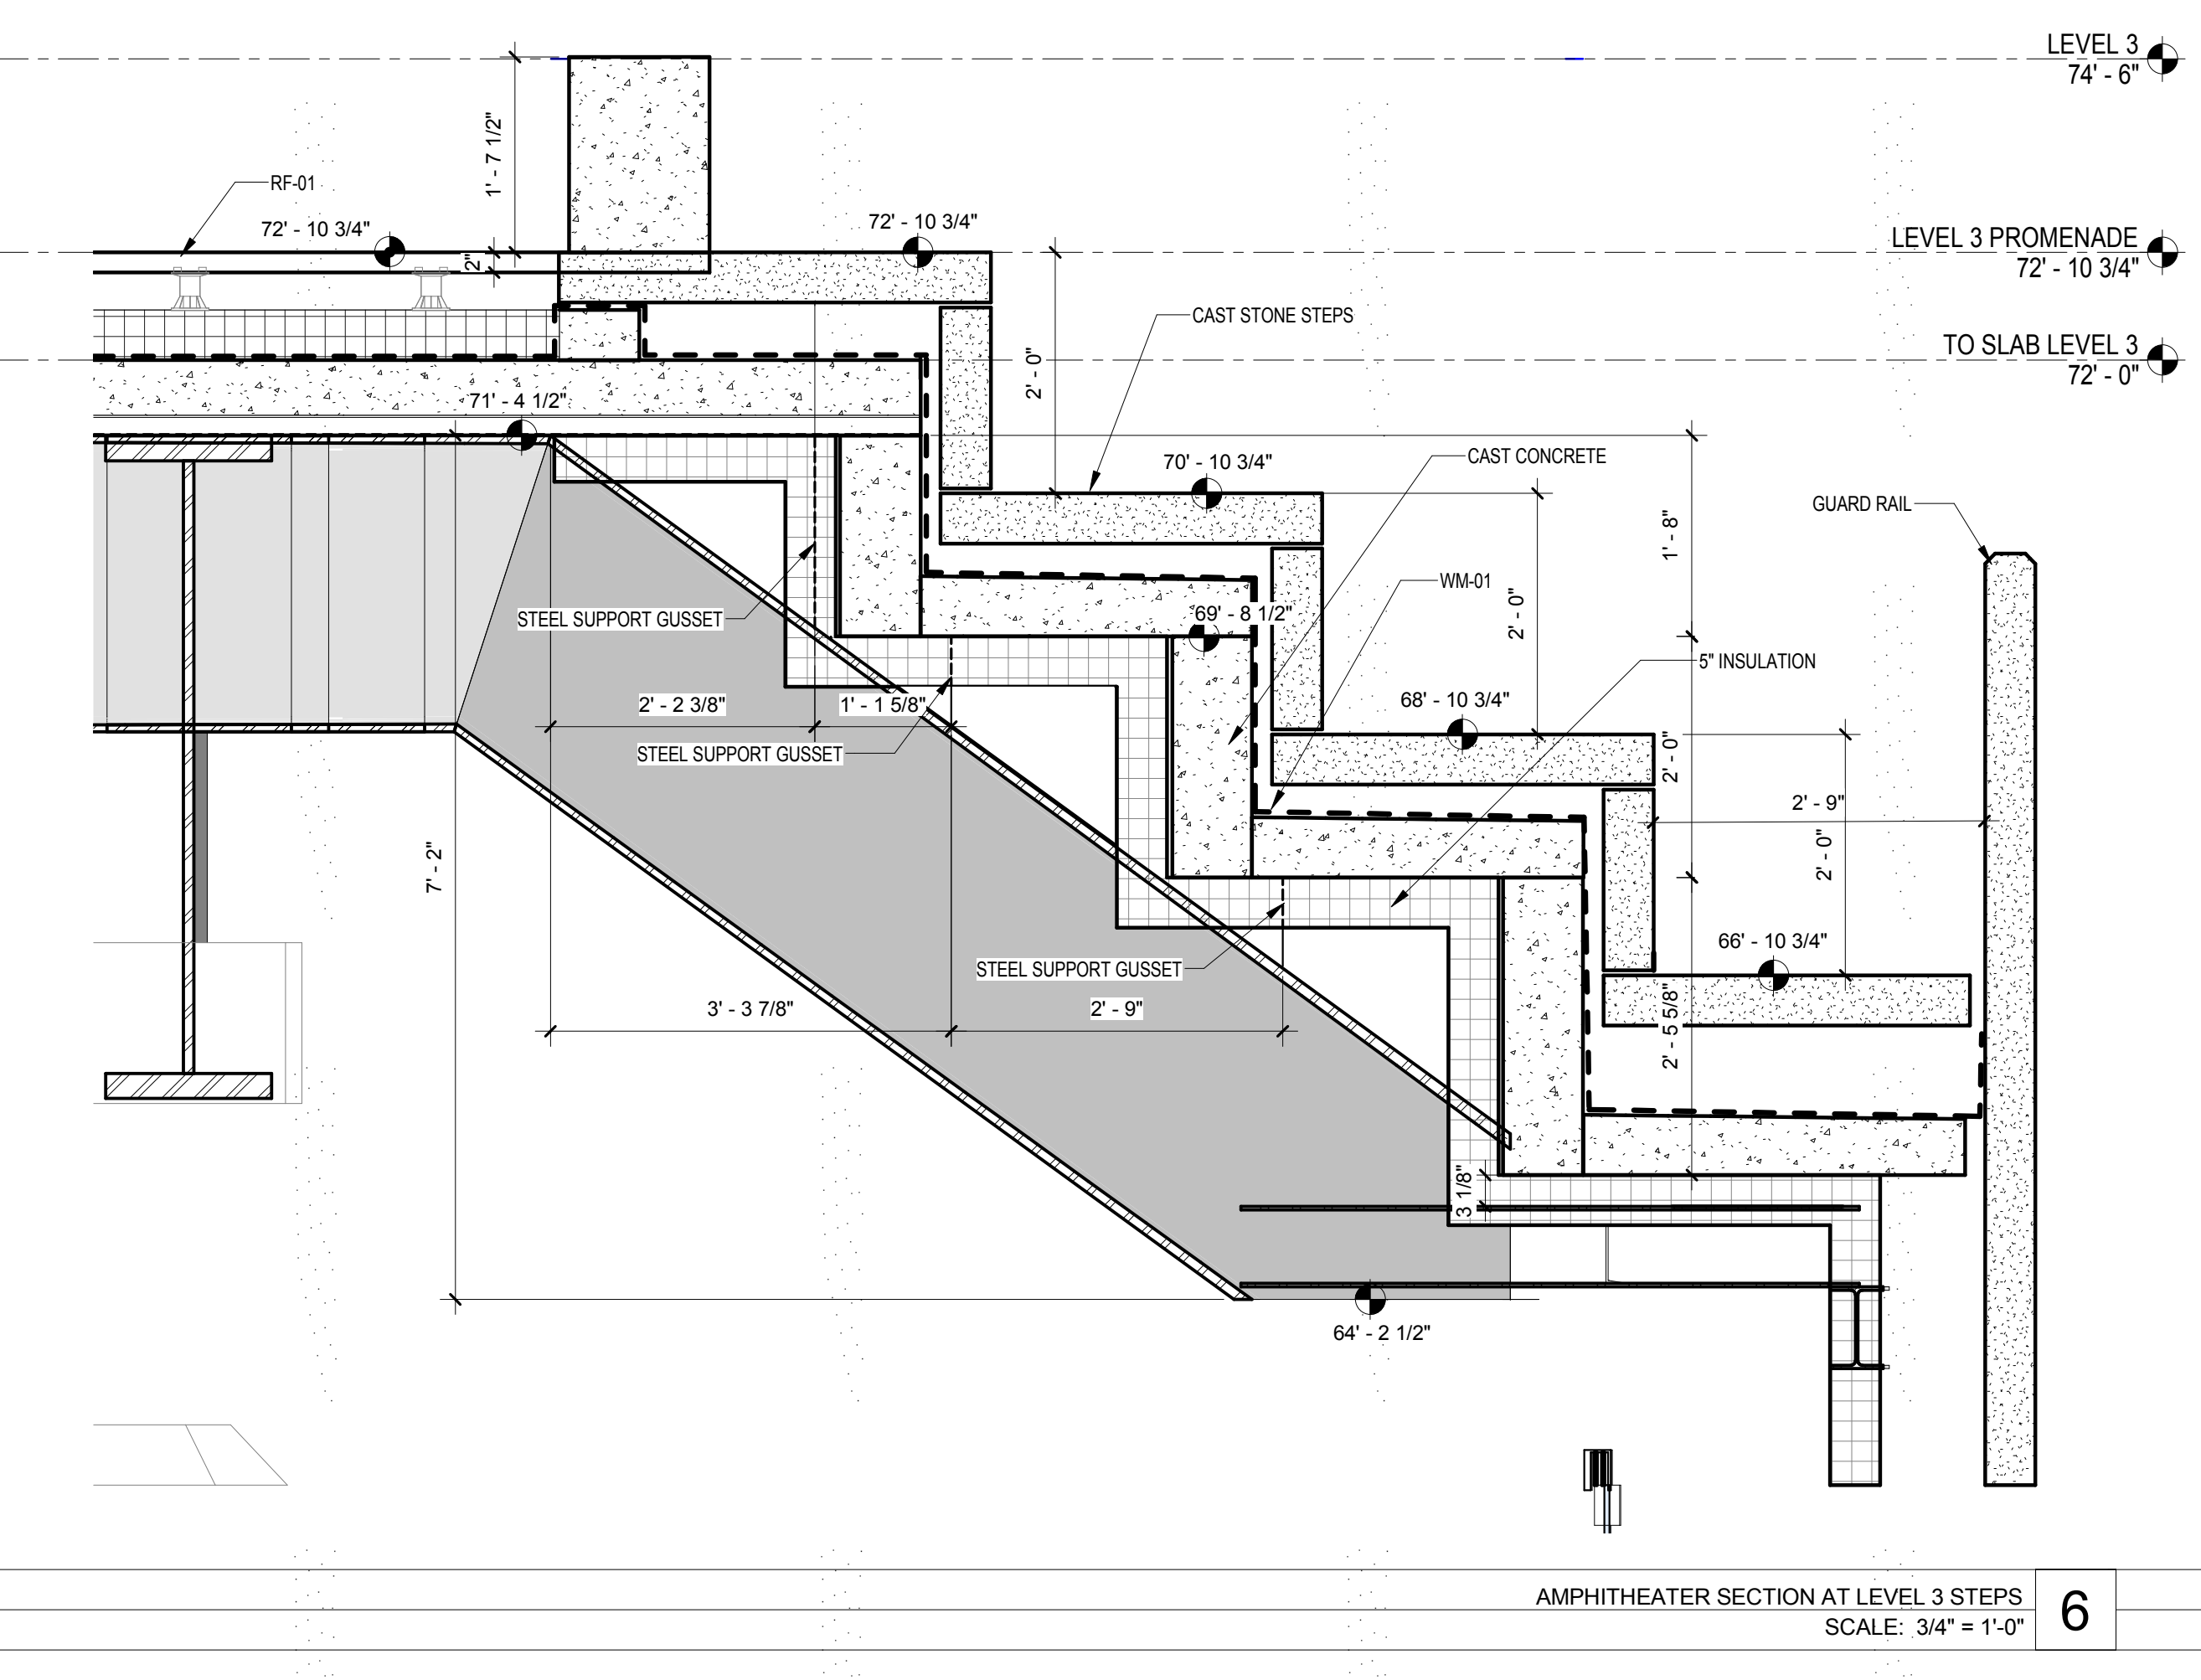 LEVEL 3
74' - 6"
1' - 7 1/2"
RF-01
72' - 10 3/4"
72' - 10 3/4"
LEVEL 3 PROMENADE
72' - 10 3/4"
2"
CAST STONE STEPS
TO SLAB LEVEL 3
72' - 0"
2' - 0"
71' - 4 1/2"
70' - 10 3/4"
CAST CONCRETE
GUARD RAIL
1' - 8"
WM-01
STEEL SUPPORT GUSSET
69' - 8 1/2"
2' - 0"
5" INSULATION
2' - 2 3/8"
1' - 1 5/8"
68' - 10 3/4"
STEEL SUPPORT GUSSET
2' - 0"
2' - 9"
7' - 2"
2' - 0"
66' - 10 3/4"
STEEL SUPPORT GUSSET
3' - 3 7/8"
2' - 9"
2' - 5 5/8"
3 1/8"
64' - 2 1/2"
AMPHITHEATER SECTION AT LEVEL 3 STEPS
SCALE: 3/4" = 1'-0"
6